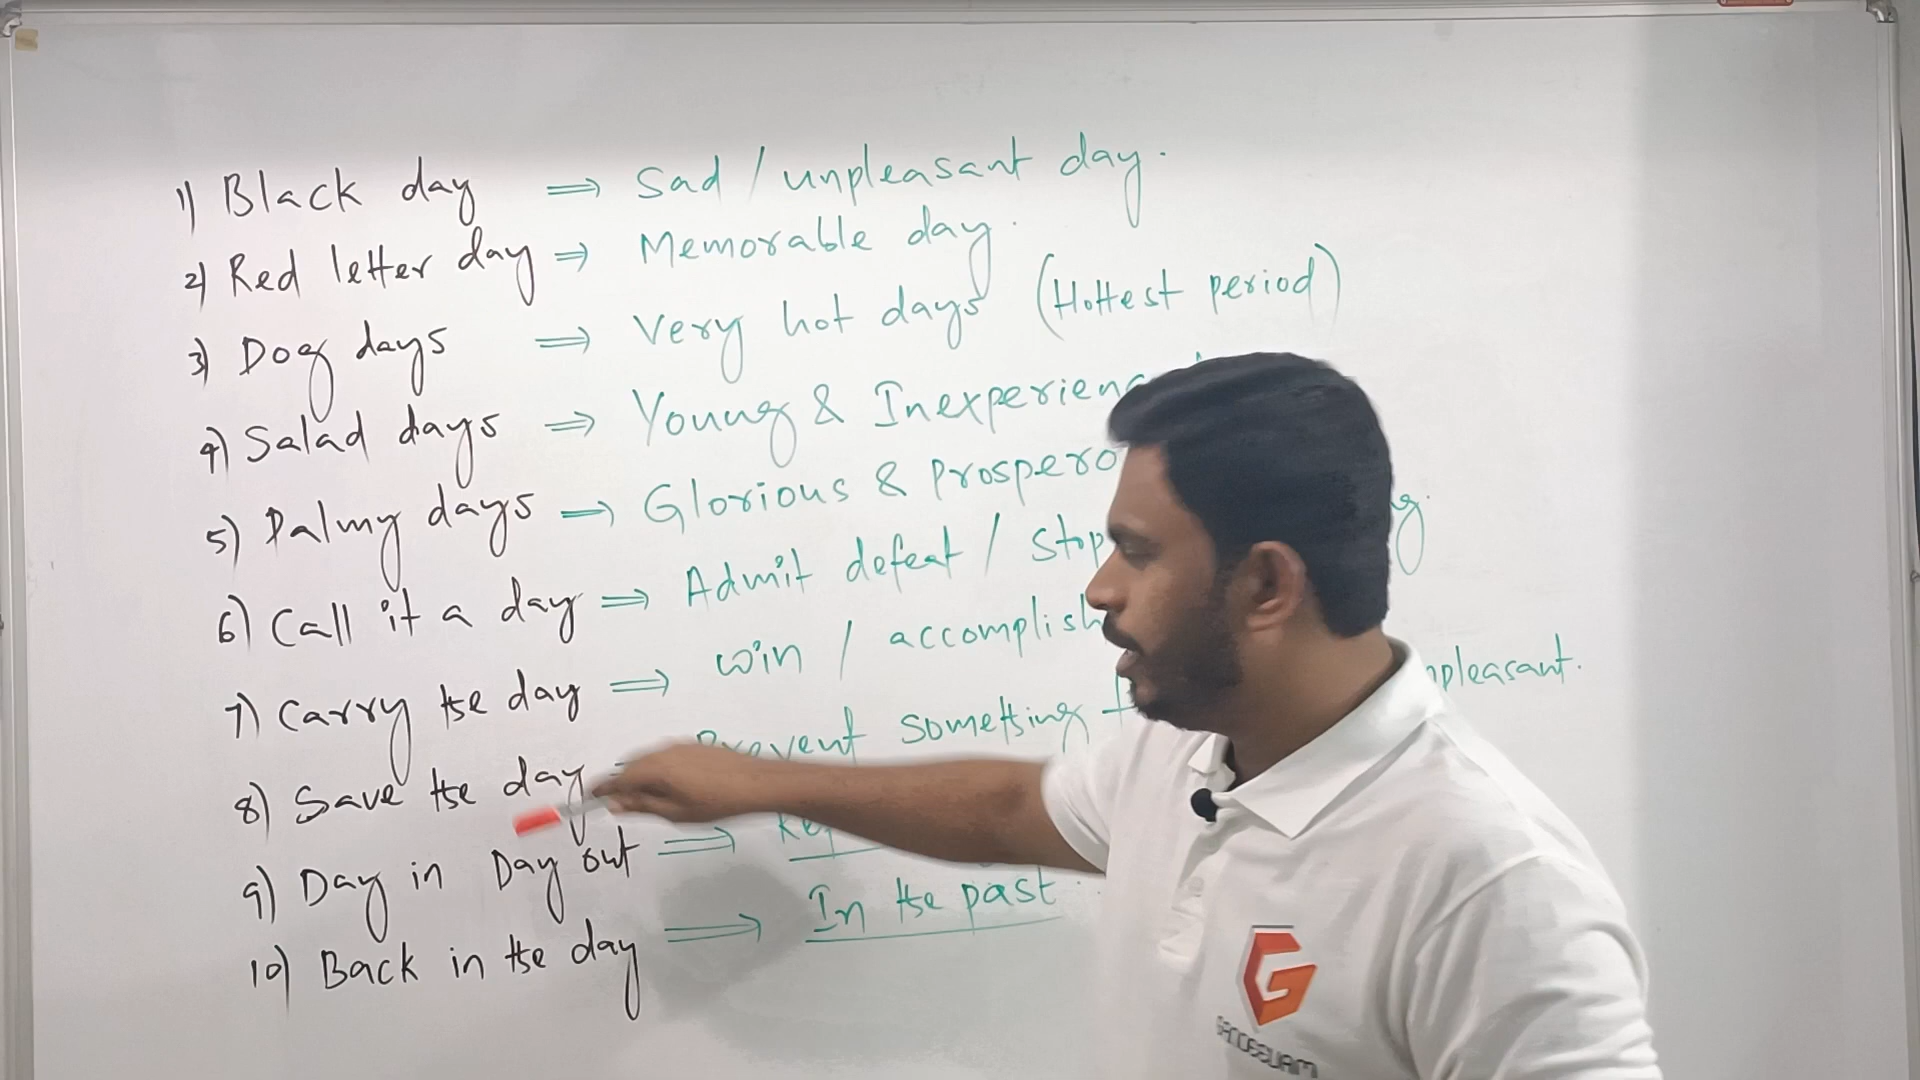 1) Black day ⇒ Sad / unpleasant day.
2) Red letter day ⇒ Memorable day.
3) Dog days ⇒ Very hot days (Hottest period)
4) Salad days ⇒ Young & Inexperienc
5) Palmy days ⇒ Glorious & Prospero
6) Call it a day ⇒ Admit defeat / Stop
7) Carry the day ⇒ win / accomplish
8) Save the day Prevent something pleasant.
9) Day in Day out ⇒
10) Back in the day ⇒ In the past
G